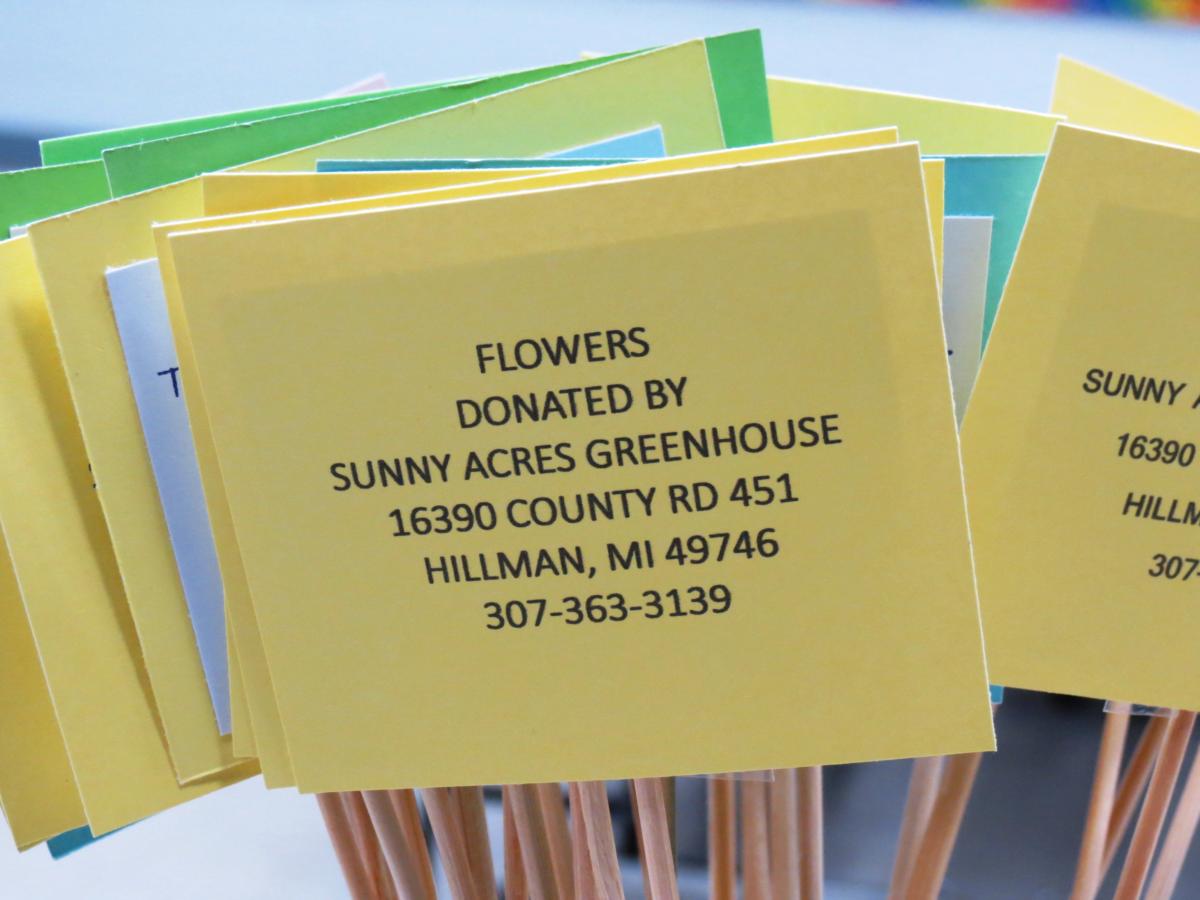 FLOWERS
DONATED BY
SUNNY ACRES GREENHOUSE
16390 COUNTY RD 451
HILLMAN, MI 49746
307-363-3139
T
SUNNY
16390
HILLM
307-